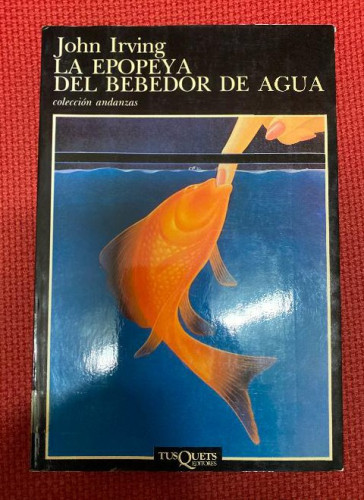 John Irving
LA EPOPEYA
DEL BEBEDOR DE AGUA
colección andanzas
TUSQUETS
EDITORES